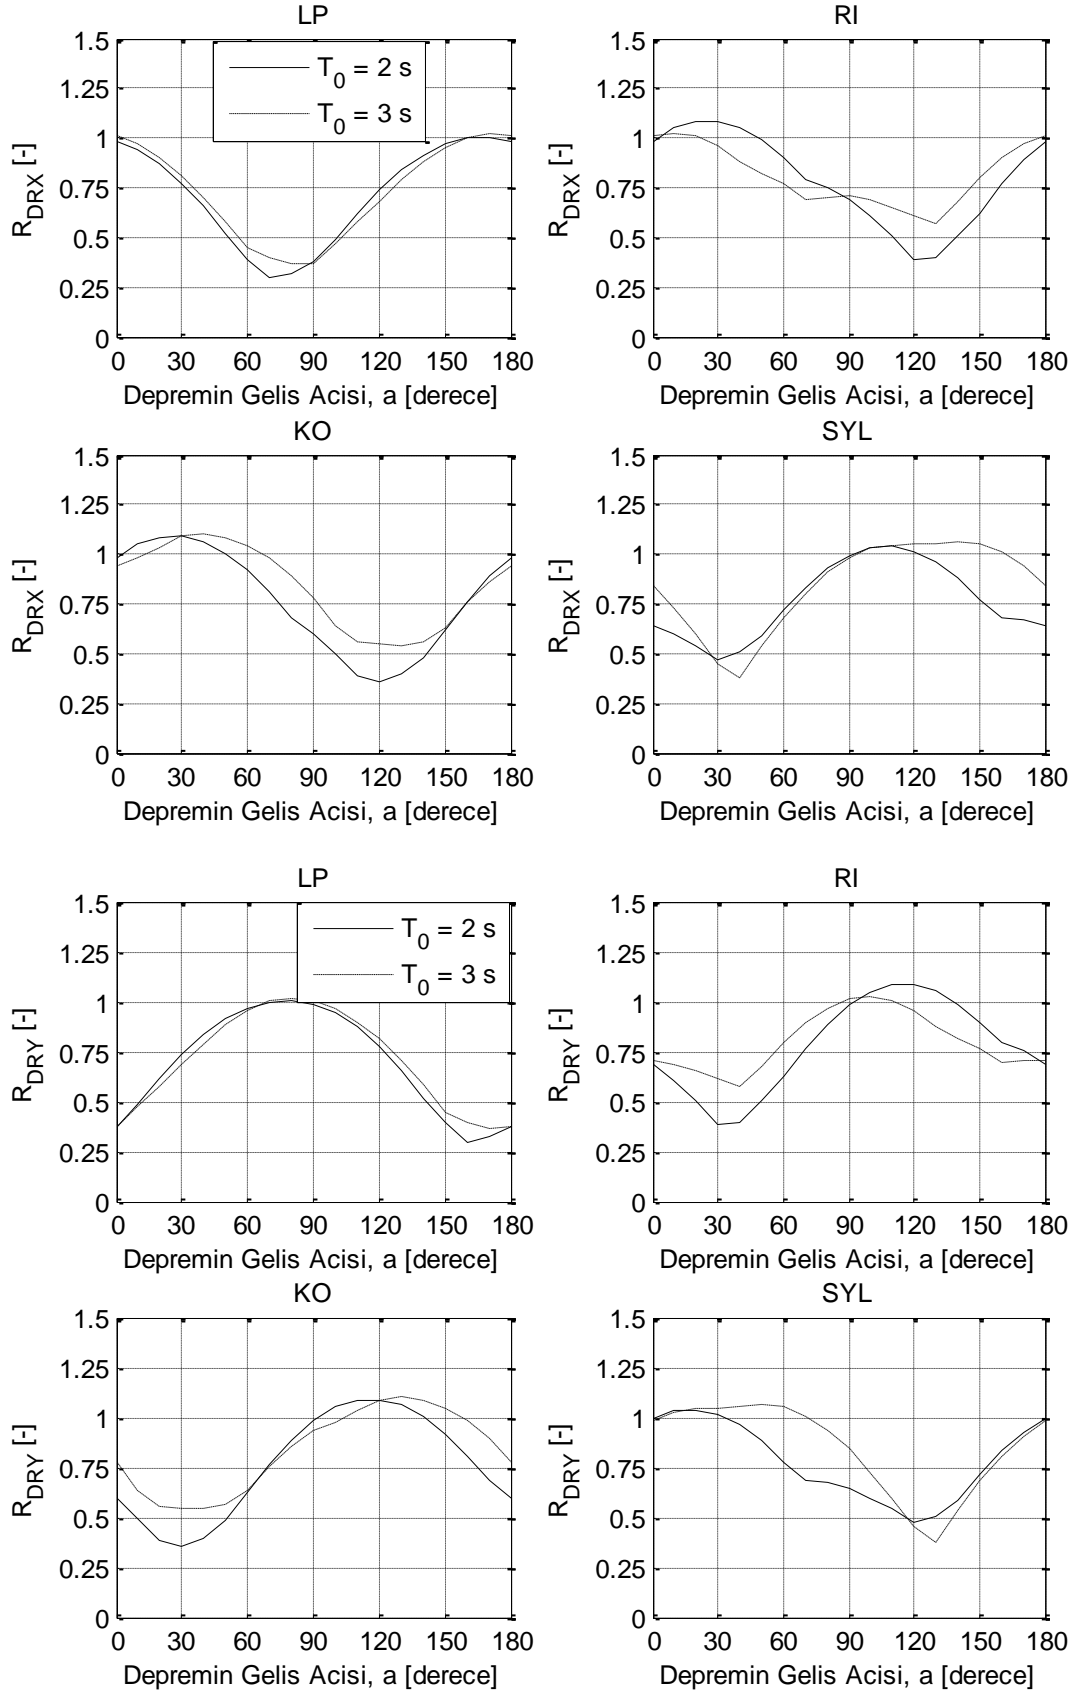 LP
1.5
1.25
1
0.75
0.5
0.25
0
R_DRX [-]
T_0 = 2 s
T_0 = 3 s
0 30 60 90 120 150 180
Depremin Gelis Acisi, a [derece]
RI
1.5
1.25
1
0.75
0.5
0.25
0
R_DRX [-]
0 30 60 90 120 150 180
Depremin Gelis Acisi, a [derece]
KO
1.5
1.25
1
0.75
0.5
0.25
0
R_DRX [-]
0 30 60 90 120 150 180
Depremin Gelis Acisi, a [derece]
SYL
1.5
1.25
1
0.75
0.5
0.25
0
R_DRX [-]
0 30 60 90 120 150 180
Depremin Gelis Acisi, a [derece]
LP
1.5
1.25
1
0.75
0.5
0.25
0
R_DRY [-]
T_0 = 2 s
T_0 = 3 s
0 30 60 90 120 150 180
Depremin Gelis Acisi, a [derece]
RI
1.5
1.25
1
0.75
0.5
0.25
0
R_DRY [-]
0 30 60 90 120 150 180
Depremin Gelis Acisi, a [derece]
KO
1.5
1.25
1
0.75
0.5
0.25
0
R_DRY [-]
0 30 60 90 120 150 180
Depremin Gelis Acisi, a [derece]
SYL
1.5
1.25
1
0.75
0.5
0.25
0
R_DRY [-]
0 30 60 90 120 150 180
Depremin Gelis Acisi, a [derece]